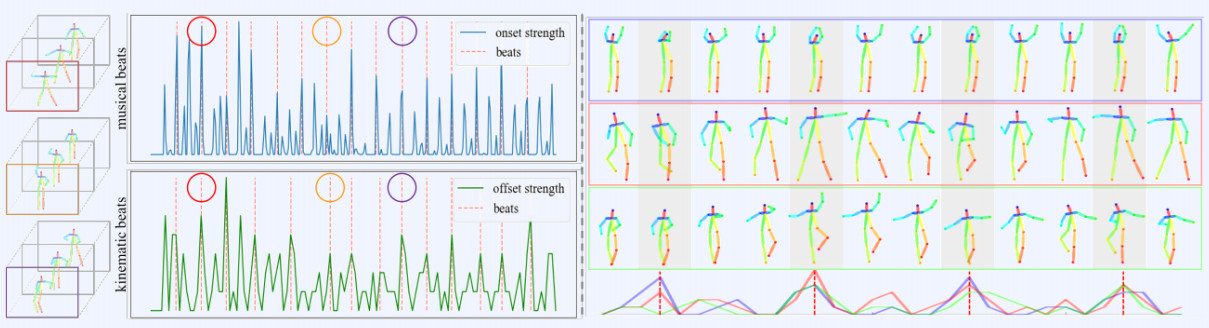 musical beats
onset strength
beats
kinematic beats
offset strength
beats